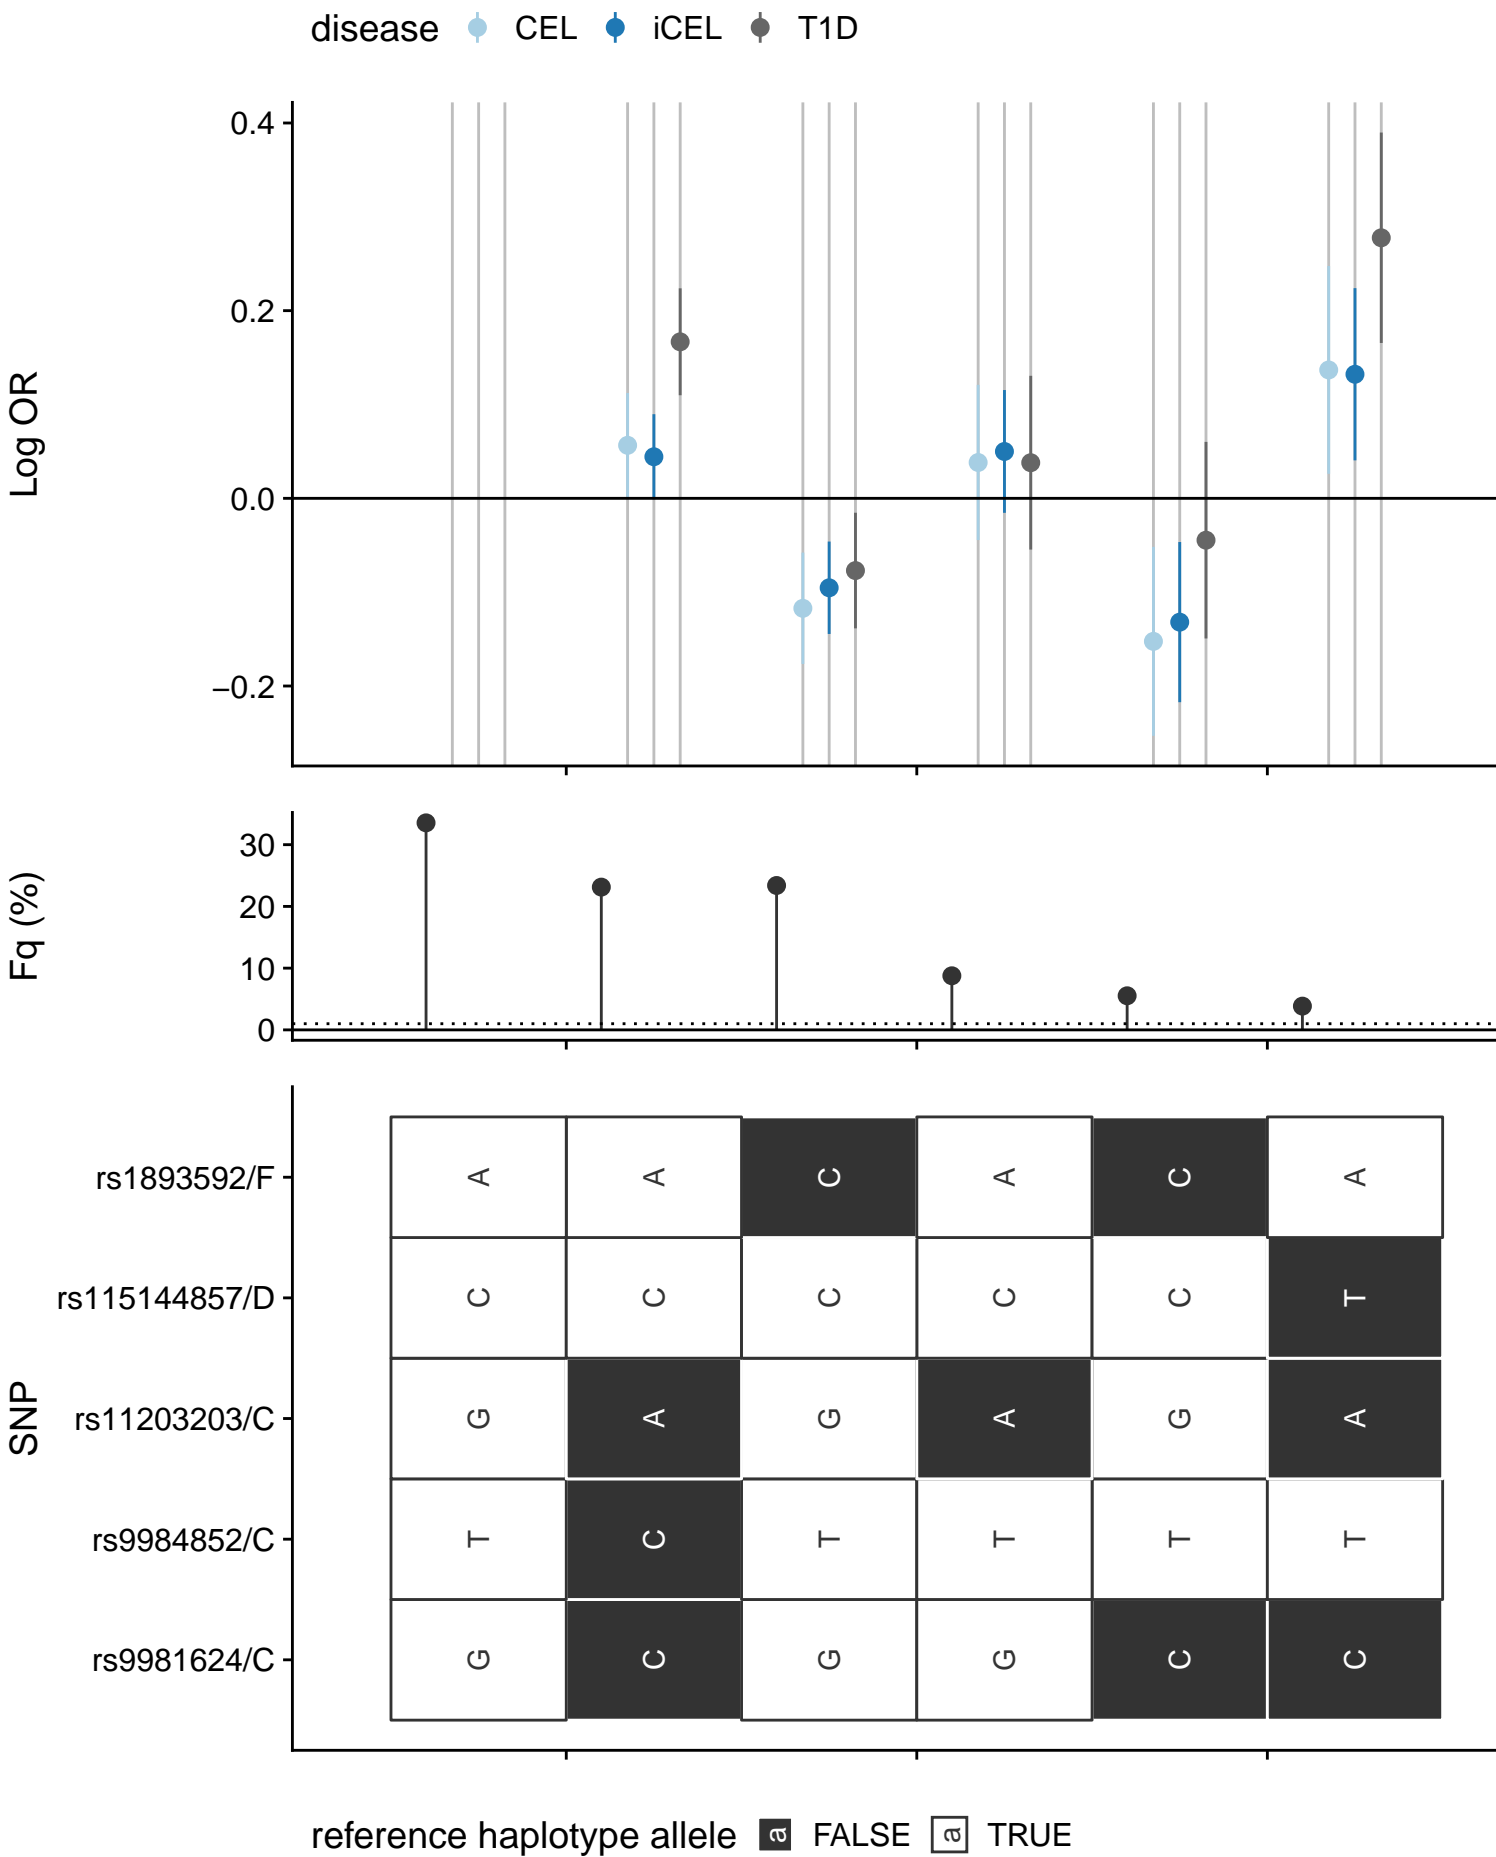 disease CEL iCEL T1D
Log OR
0.4
0.2
0.0
−0.2
Fq (%)
30
20
10
0
SNP
rs1893592/F A A C A C A
rs115144857/D C C C C C T
rs11203203/C G A G A G A
rs9984852/C T C T T T T
rs9981624/C G C G G C C
reference haplotype allele a FALSE a TRUE